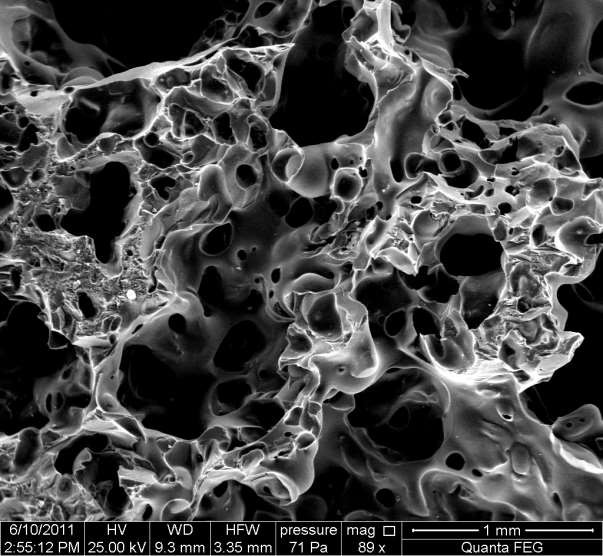 6/10/2011 HV WD HFW pressure mag 1 mm
2:55:12 PM 25.00 kV 9.3 mm 3.35 mm 71 Pa 89 x Quanta FEG